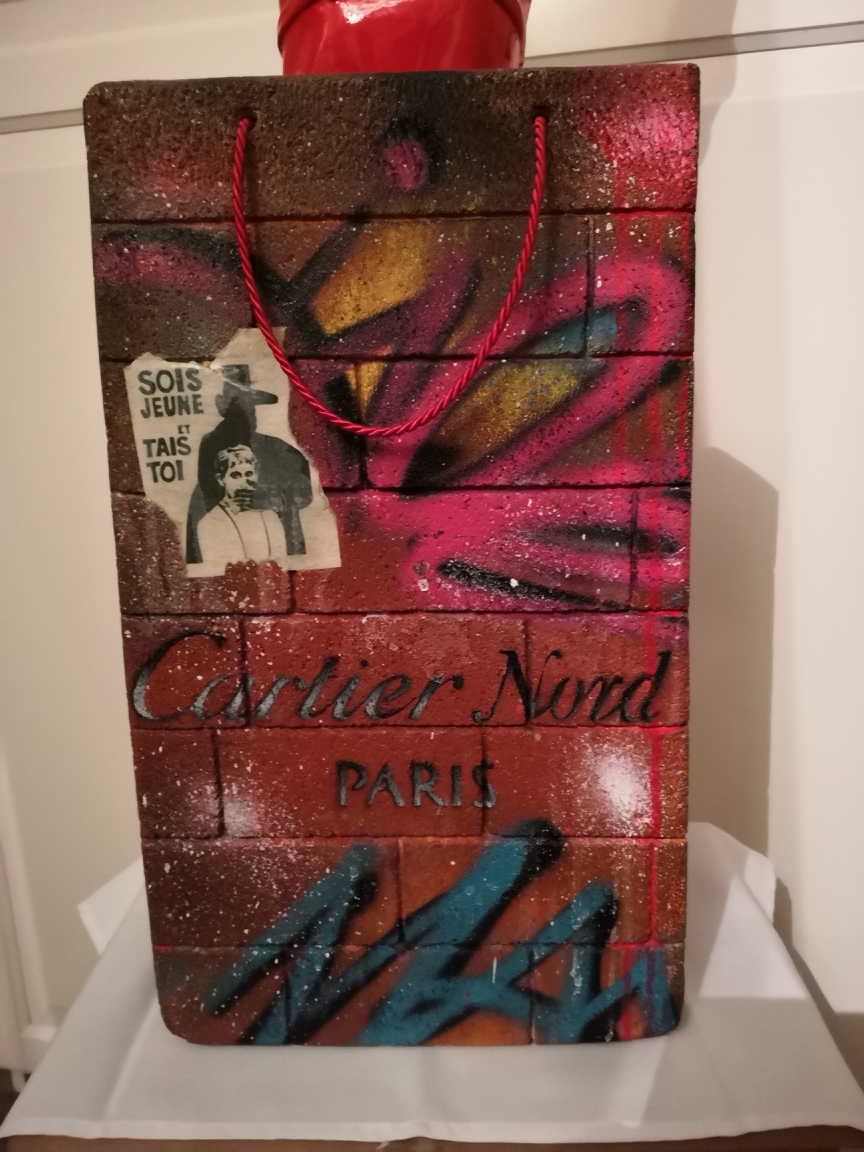 SOIS
JEUNE
ET
TAIS
TOI
Cartier Nord
PARIS